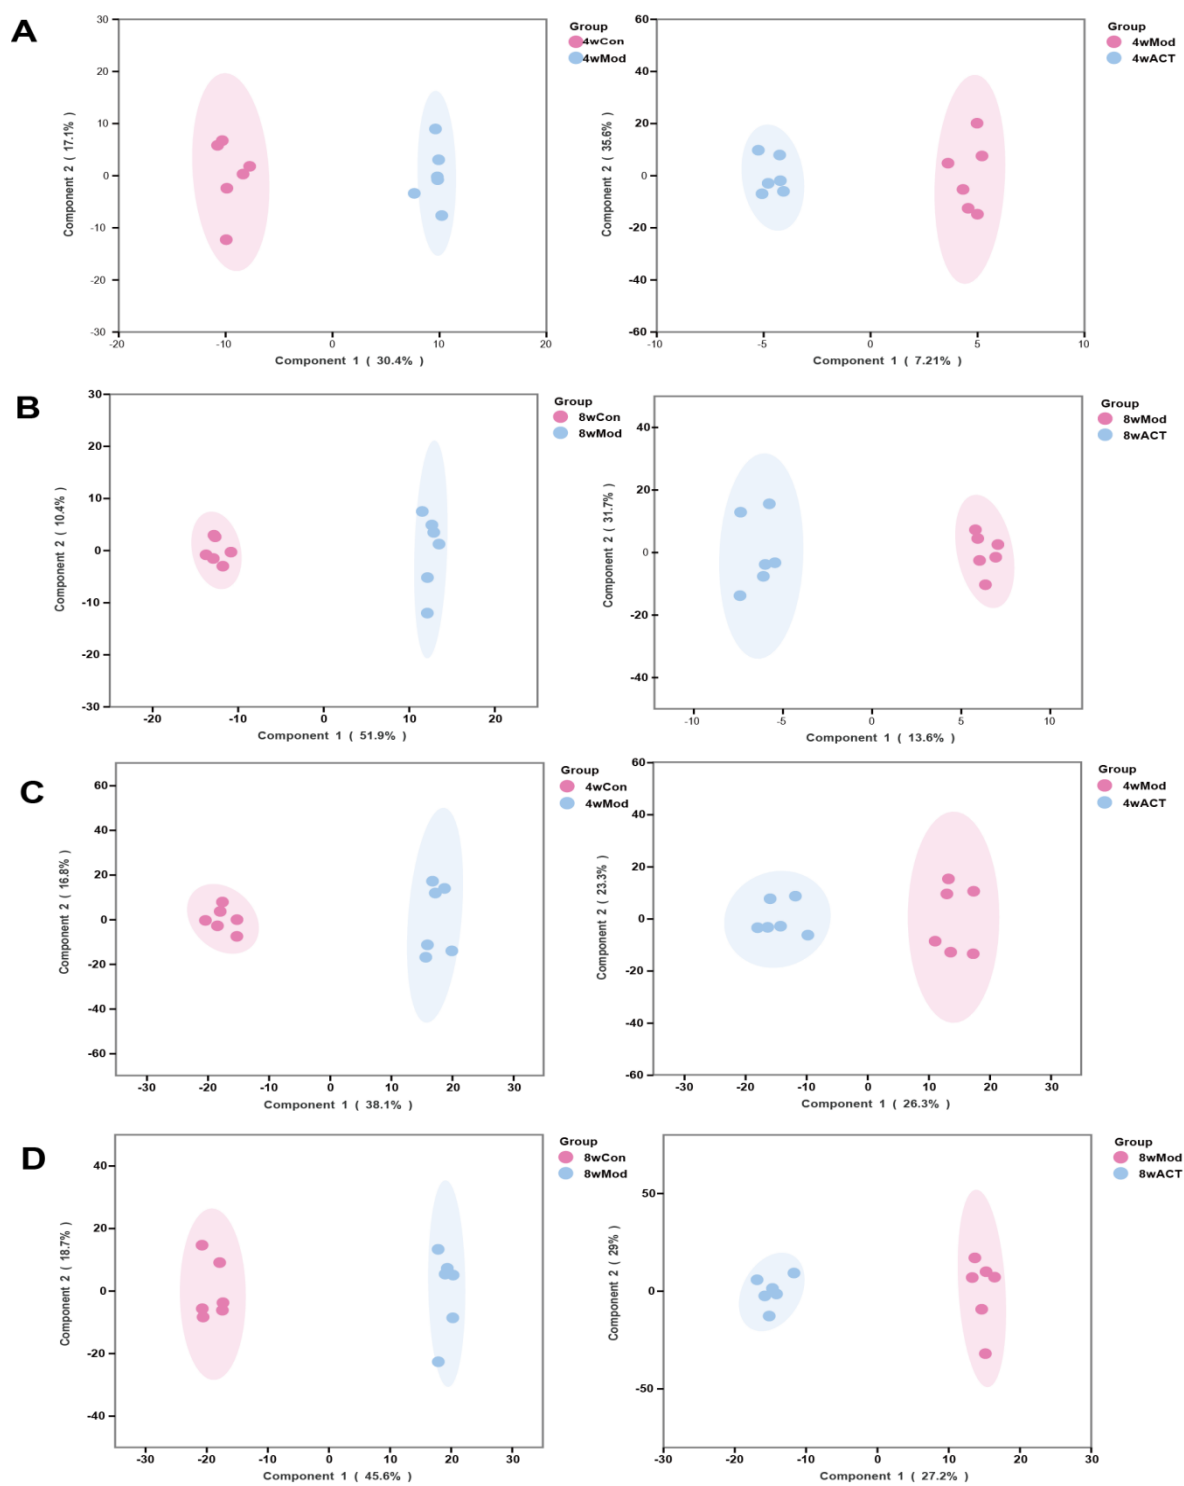 A
30
20
10
0
-10
-20
-30
-20
-10
0
10
20
Component 1 ( 30.4% )
Component 2 ( 17.1% )
Group
4wCon
4wMod
60
40
20
0
-20
-40
-60
-10
-5
0
5
10
Component 1 ( 7.21% )
Component 2 ( 35.6% )
Group
4wMod
4wACT
B
30
20
10
0
-10
-20
-30
-20
-10
0
10
20
Component 1 ( 51.9% )
Component 2 ( 10.4% )
Group
8wCon
8wMod
40
20
0
-20
-40
-10
-5
0
5
10
Component 1 ( 13.6% )
Component 2 ( 31.7% )
Group
8wMod
8wACT
C
60
40
20
0
-20
-40
-60
-30
-20
-10
0
10
20
30
Component 1 ( 38.1% )
Component 2 ( 16.8% )
Group
4wCon
4wMod
60
40
20
0
-20
-40
-60
-30
-20
-10
0
10
20
30
Component 1 ( 26.3% )
Component 2 ( 23.3% )
Group
4wMod
4wACT
D
40
20
0
-20
-40
-30
-20
-10
0
10
20
30
Component 1 ( 45.6% )
Component 2 ( 18.7% )
Group
8wCon
8wMod
50
0
-50
-30
-20
-10
0
10
20
30
Component 1 ( 27.2% )
Component 2 ( 29% )
Group
8wMod
8wACT